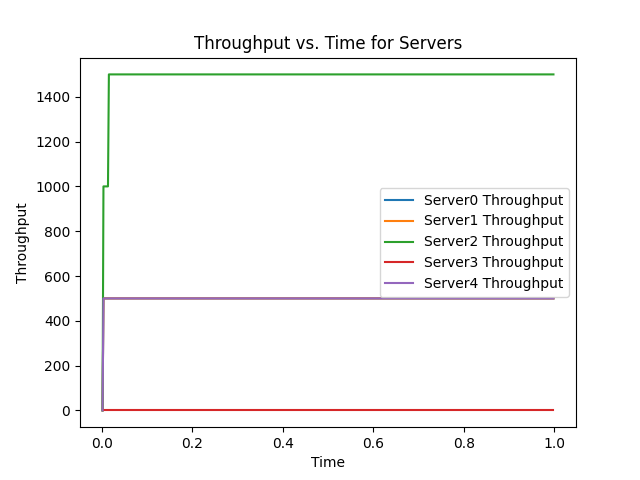 Throughput vs. Time for Servers
1400
1200
1000
800
600
400
200
0
Throughput
Server0 Throughput
Server1 Throughput
Server2 Throughput
Server3 Throughput
Server4 Throughput
0.0 0.2 0.4 0.6 0.8 1.0
Time